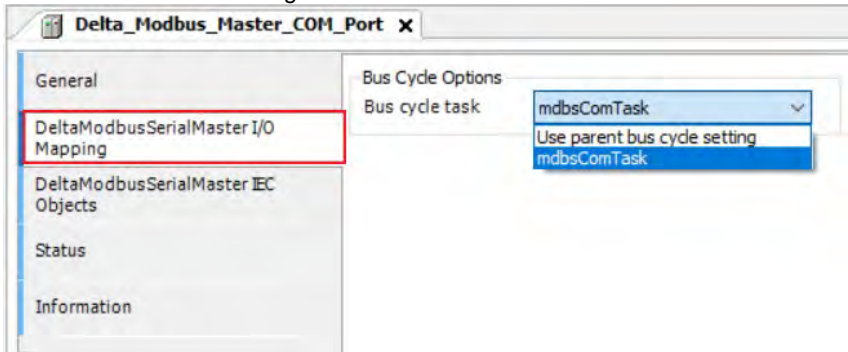 Delta_Modbus_Master_COM_Port X
General
DeltaModbusSerialMaster I/O
Mapping
DeltaModbusSerialMaster IEC
Objects
Status
Information
Bus Cycle Options
Bus cycle task
mdbsComTask
Use parent bus cycle setting
mdbsComTask